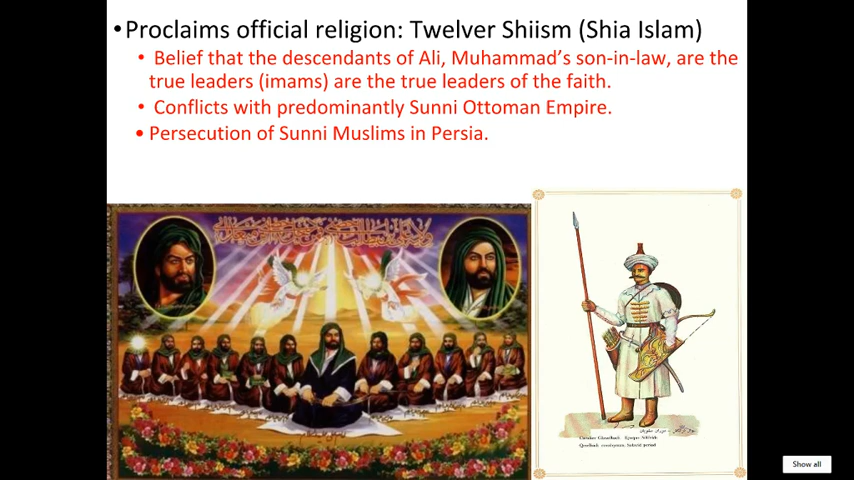 •Proclaims official religion: Twelver Shiism (Shia Islam)
• Belief that the descendants of Ali, Muhammad's son-in-law, are the
true leaders (imams) are the true leaders of the faith.
• Conflicts with predominantly Sunni Ottoman Empire.
• Persecution of Sunni Muslims in Persia.
Show all